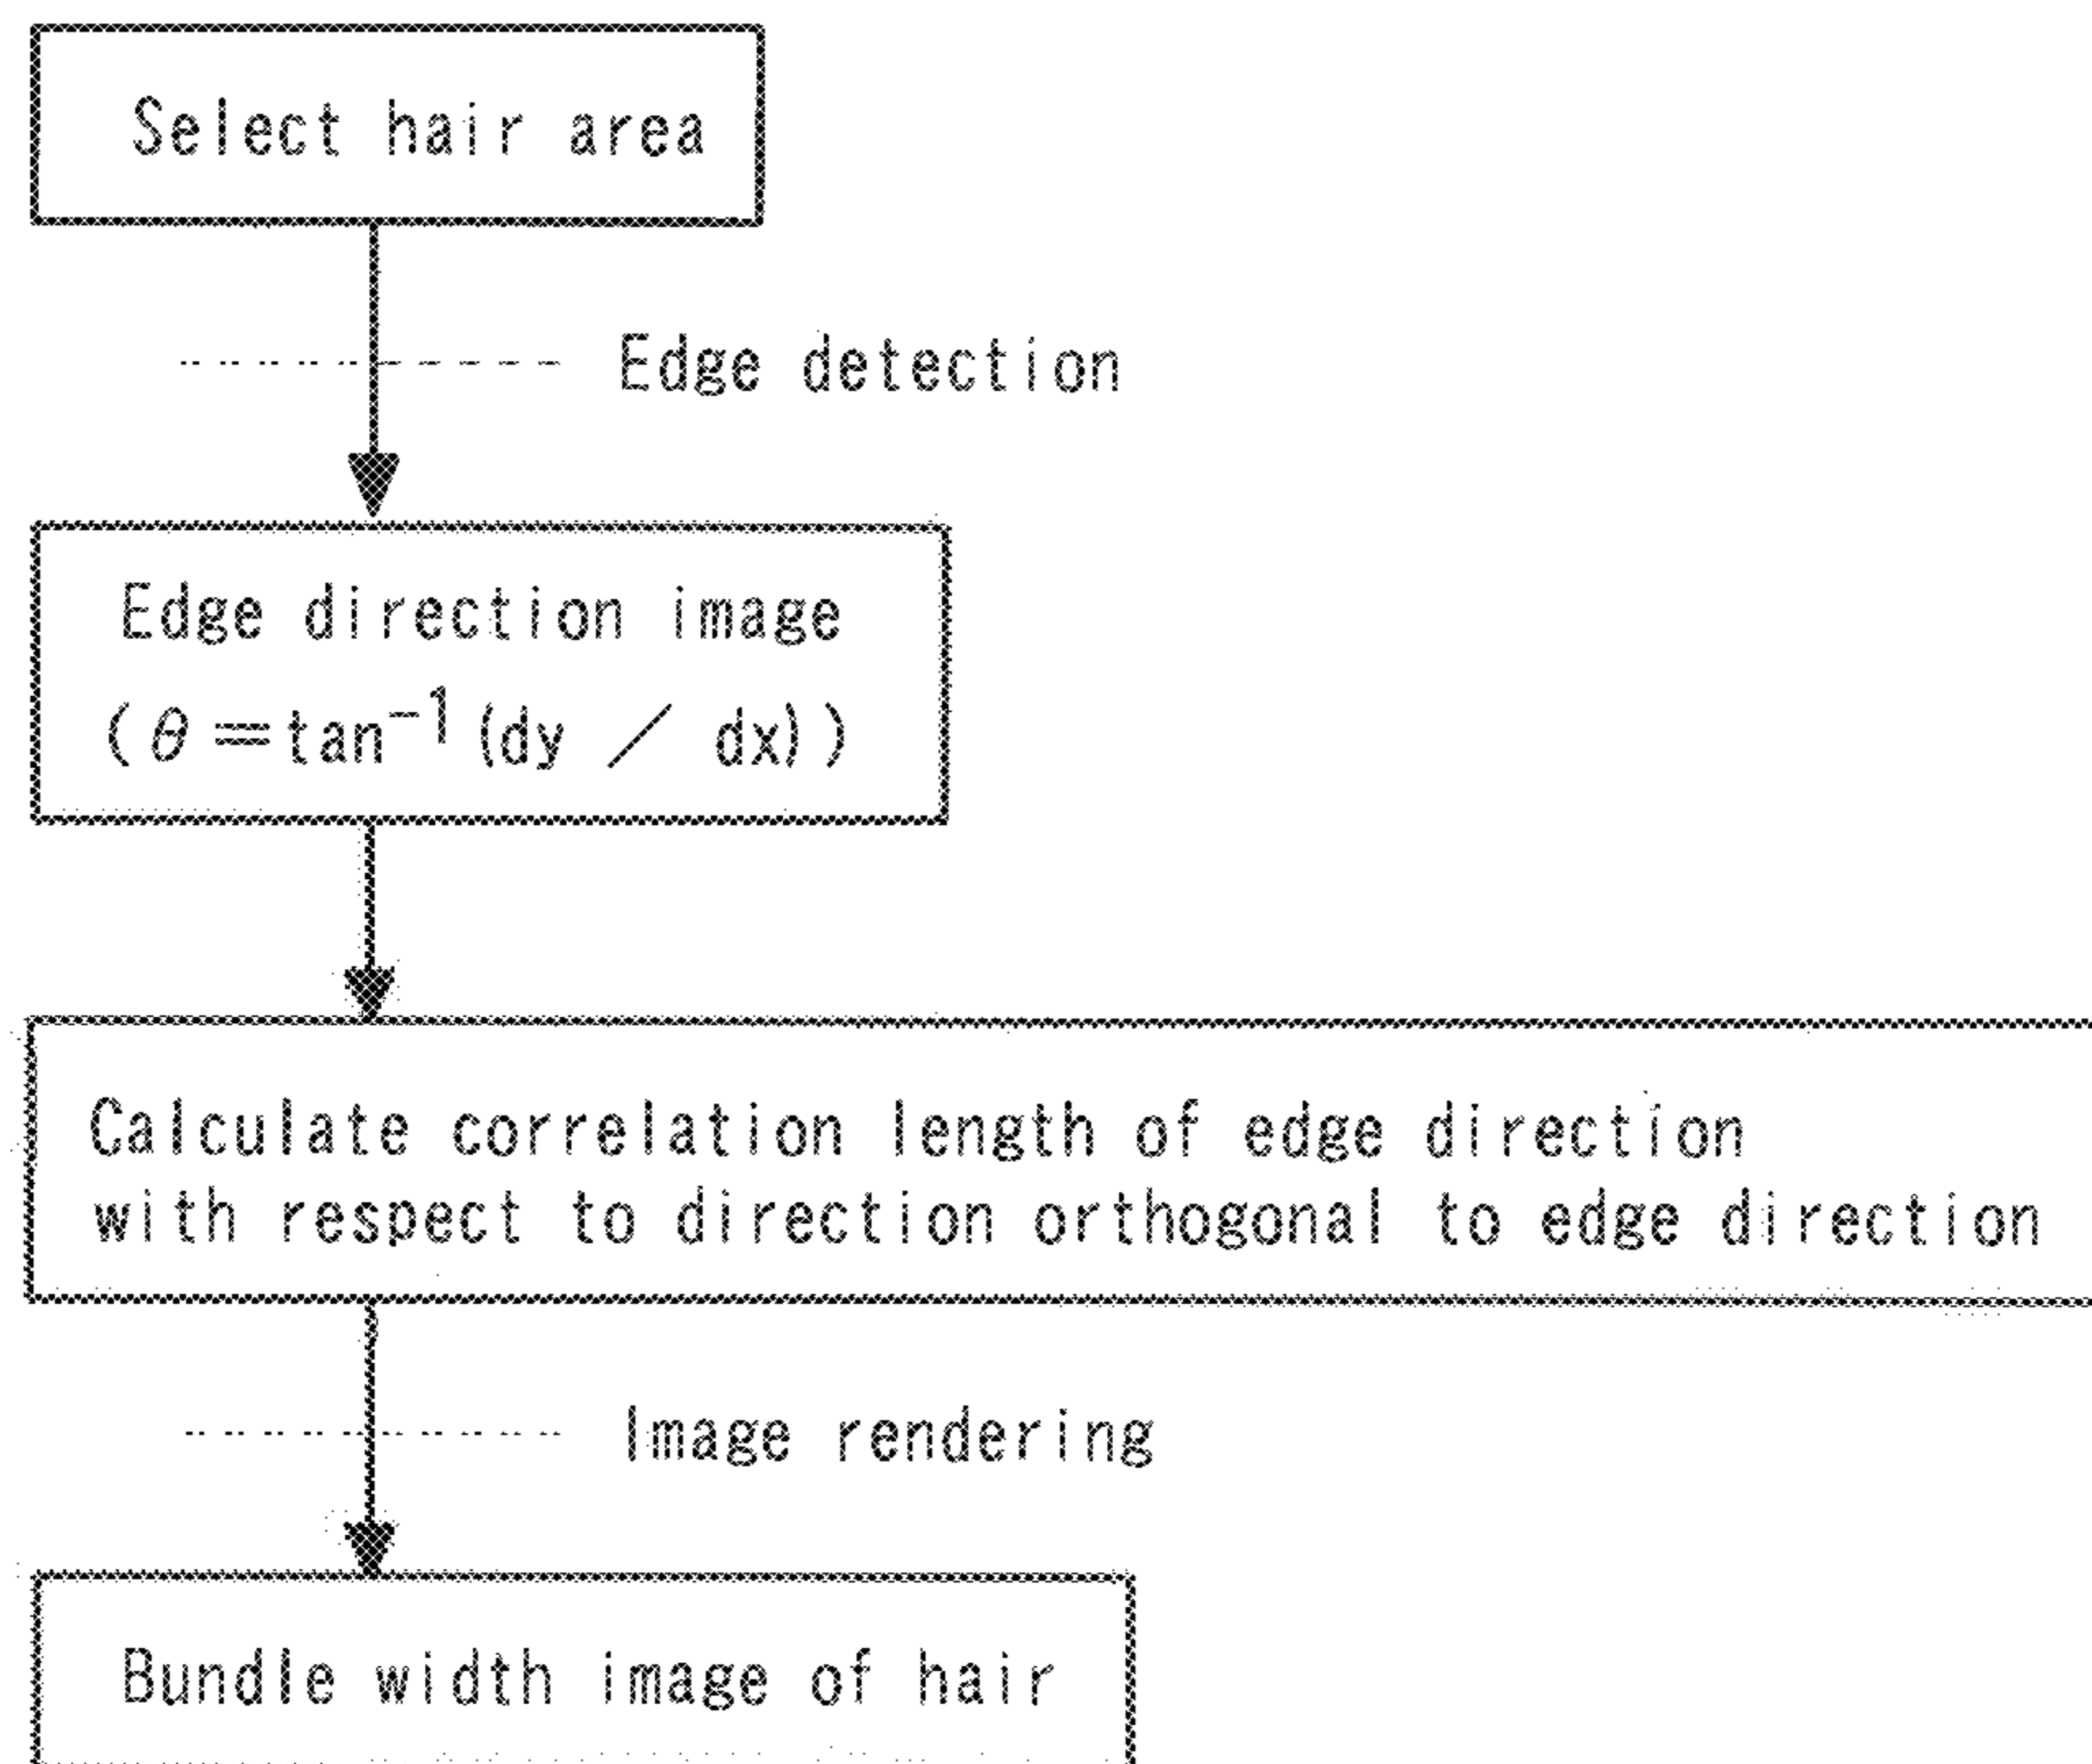 Select hair area
Edge detection
Edge direction image
(θ=tan⁻¹(dy / dx))
Calculate correlation length of edge direction
with respect to direction orthogonal to edge direction
Image rendering
Bundle width image of hair